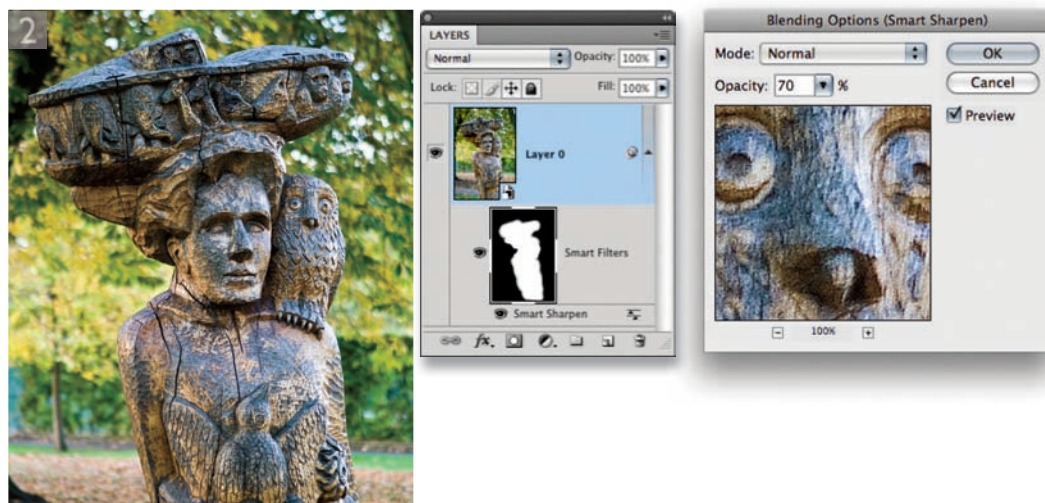 2
LAYERS
Normal Opacity: 100%
Lock: Fill: 100%
Layer 0
Smart Filters
Smart Sharpen
fx.
Blending Options (Smart Sharpen)
Mode: Normal
OK
Opacity: 70 %
Cancel
Preview
100%